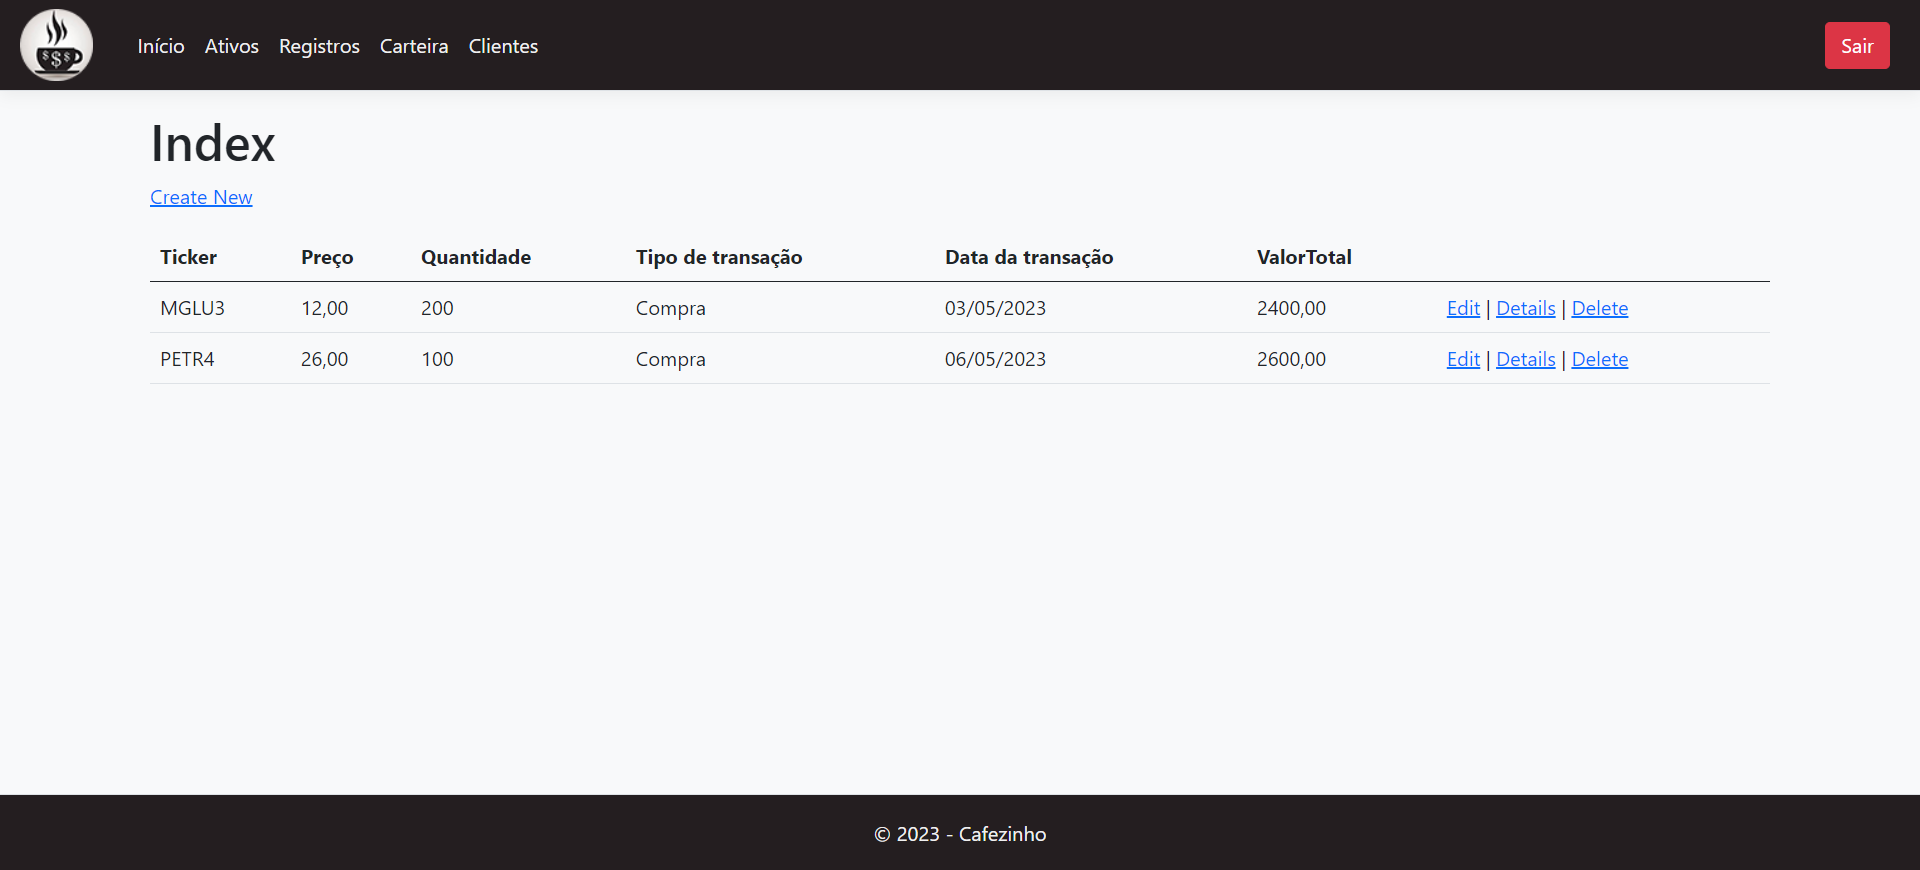 $$$
Início Ativos Registros Carteira Clientes Sair
Index
Create New
Ticker Preço Quantidade Tipo de transação Data da transação ValorTotal
MGLU3 12,00 200 Compra 03/05/2023 2400,00 Edit | Details | Delete
PETR4 26,00 100 Compra 06/05/2023 2600,00 Edit | Details | Delete
© 2023 - Cafezinho